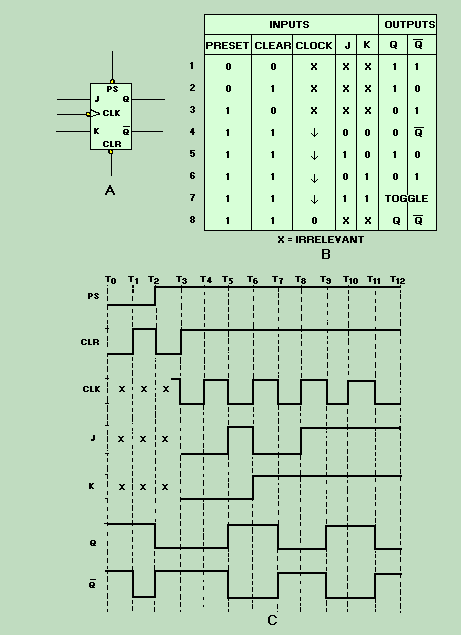 PS
J Q
CLK
K Q̅
CLR
A
INPUTS OUTPUTS
PRESET CLEAR CLOCK J K Q Q̅
1 0 0 X X X 1 1
2 0 1 X X X 1 0
3 1 0 X X X 0 1
4 1 1 ↓ 0 0 0 Q̅
5 1 1 ↓ 1 0 1 0
6 1 1 ↓ 0 1 0 1
7 1 1 ↓ 1 1 TOGGLE
8 1 1 0 X X Q Q̅
X = IRRELEVANT
B
T0 T1 T2 T3 T4 T5 T6 T7 T8 T9 T10 T11 T12
PS
CLR
CLK X X X
J X X X
K X X X
Q
Q̅
C